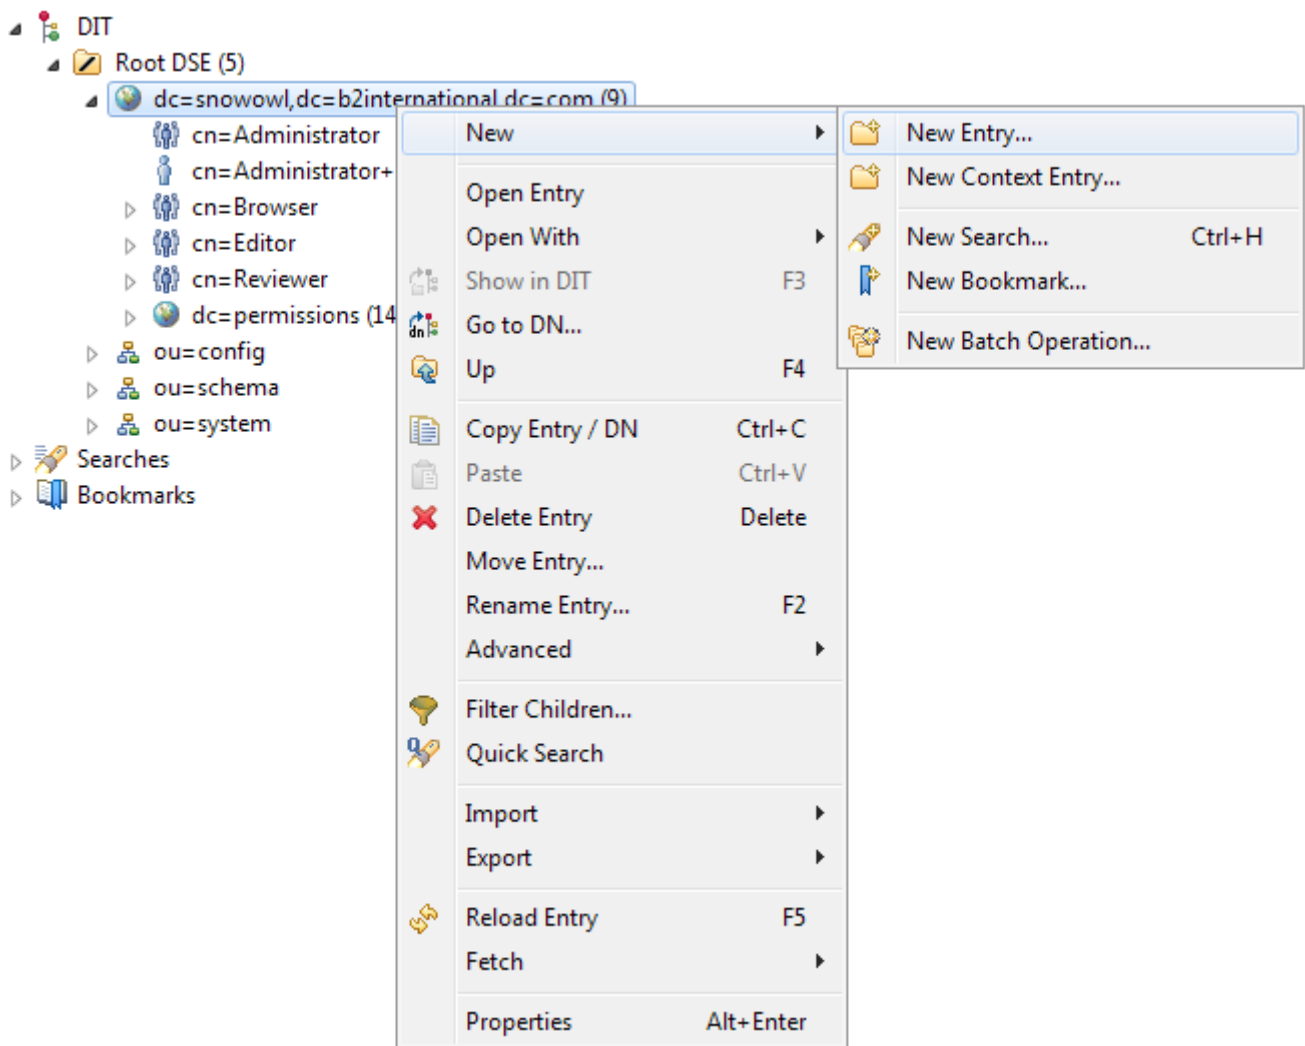 DIT
Root DSE (5)
dc=snowowl,dc=b2international,dc=com (9)
cn=Administrator
cn=Administrator+
cn=Browser
cn=Editor
cn=Reviewer
dc=permissions (14
ou=config
ou=schema
ou=system
Searches
Bookmarks
New
Open Entry
Open With
Show in DIT F3
Go to DN...
Up F4
Copy Entry / DN Ctrl+C
Paste Ctrl+V
Delete Entry Delete
Move Entry...
Rename Entry... F2
Advanced
Filter Children...
Quick Search
Import
Export
Reload Entry F5
Fetch
Properties Alt+Enter
New Entry...
New Context Entry...
New Search... Ctrl+H
New Bookmark...
New Batch Operation...